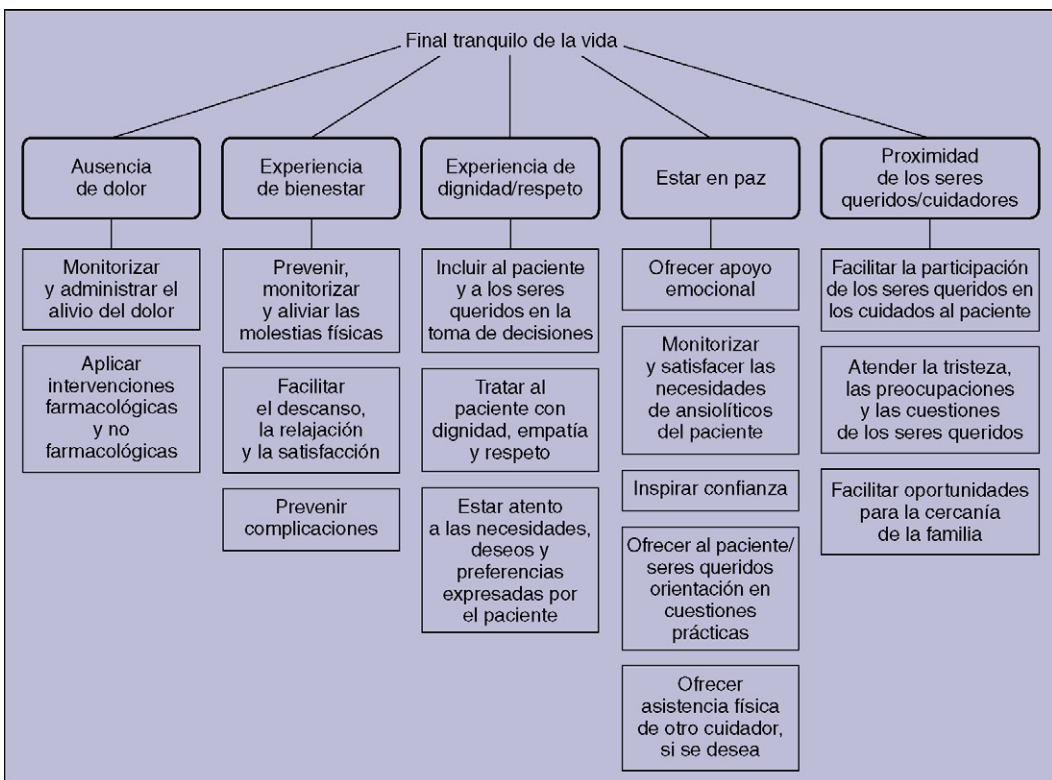 Final tranquilo de la vida
Ausencia
de dolor
Experiencia
de bienestar
Experiencia de
dignidad/respeto
Estar en paz
Proximidad
de los seres
queridos/cuidadores
Monitorizar
y administrar el
alivio del dolor
Aplicar
intervenciones
farmacológicas
y no
farmacológicas
Prevenir,
monitorizar
y aliviar las
molestias físicas
Facilitar
el descanso,
la relajación
y la satisfacción
Prevenir
complicaciones
Incluir al paciente
y a los seres
queridos en la
toma de decisiones
Tratar al
paciente con
dignidad, empatía
y respeto
Estar atento
a las necesidades,
deseos y
preferencias
expresadas por
el paciente
Ofrecer apoyo
emocional
Monitorizar
y satisfacer las
necesidades
de ansiolíticos
del paciente
Inspirar confianza
Ofrecer al paciente/
seres queridos
orientación en
cuestiones
prácticas
Ofrecer
asistencia física
de otro cuidador,
si se desea
Facilitar la participación
de los seres queridos en
los cuidados al paciente
Atender la tristeza,
las preocupaciones
y las cuestiones
de los seres queridos
Facilitar oportunidades
para la cercanía
de la familia